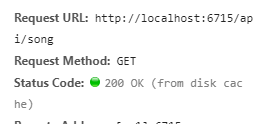 Request URL: http://localhost:6715/ap
i/song
Request Method: GET
Status Code: 200 OK (from disk cac
he)